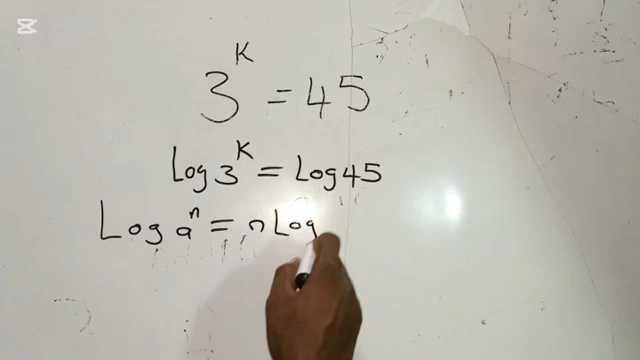 3^K = 45
Log 3^K = Log 45
Log a^n = n Log